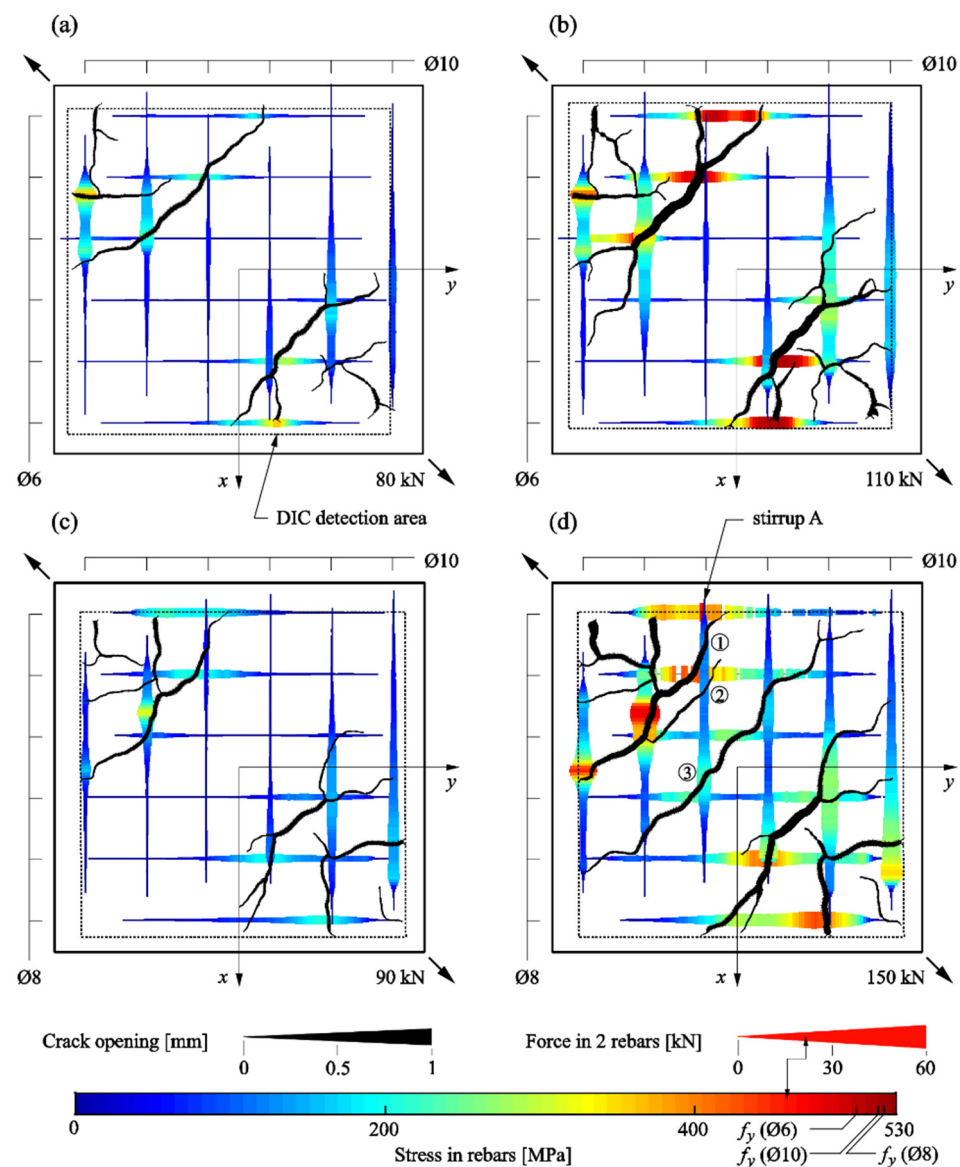 (a)
(b)
Ø10
Ø10
y
y
Ø6
x
80 kN
Ø6
x
110 kN
DIC detection area
(c)
(d)
stirrup A
Ø10
Ø10
①
②
③
y
y
Ø8
x
90 kN
Ø8
x
150 kN
Crack opening [mm]
0 0.5 1
Force in 2 rebars [kN]
0 30 60
0 200 400 530
fy (Ø6)
fy (Ø10)
fy (Ø8)
Stress in rebars [MPa]